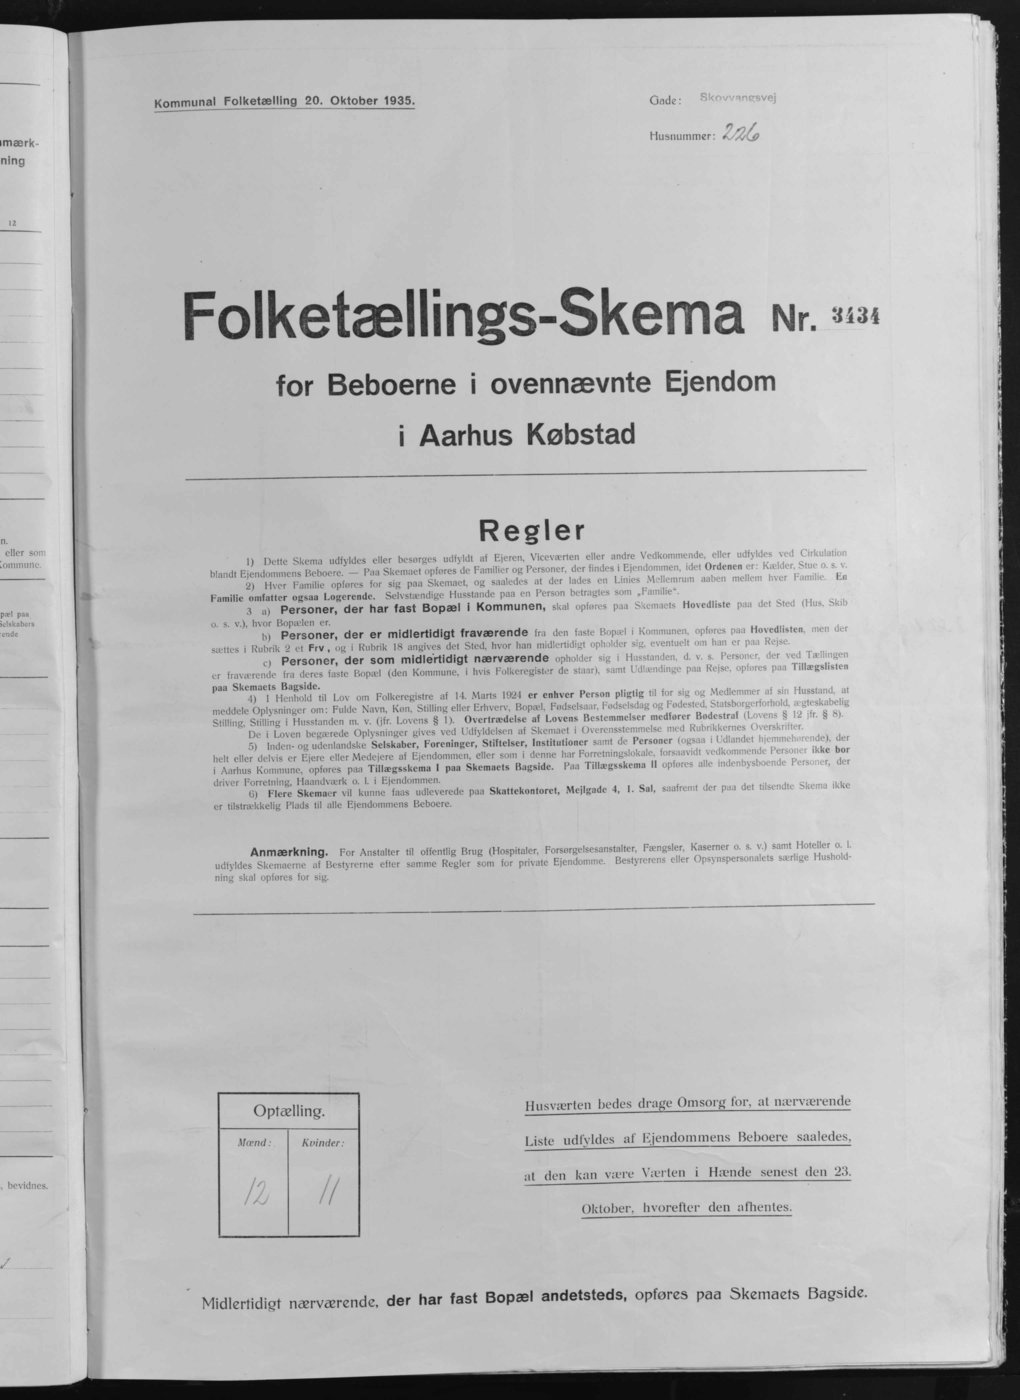 mærk-
ning
12
n.
eller som
Kommune.
pæl paa
Selskabers
ende
, bevidnes.
Kommunal Folketælling 20. Oktober 1935.
Gade: Skovvangsvej
Husnummer: 226
Folketællings-Skema Nr. 3434
for Beboerne i ovennævnte Ejendom
i Aarhus Købstad
Regler
1) Dette Skema udfyldes eller besørges udfyldt af Ejeren, Viceværten eller andre Vedkommende, eller udfyldes ved Cirkulation
blandt Ejendommens Beboere. — Paa Skemaet opføres de Familier og Personer, der findes i Ejendommen, idet Ordenen er: Kælder, Stue o. s. v.
2) Hver Familie opføres for sig paa Skemaet, og saaledes at der lades en Linies Mellemrum aaben mellem hver Familie. En
Familie omfatter ogsaa Logerende. Selvstændige Husstande paa en Person betragtes som „Familie“.
3 a) Personer, der har fast Bopæl i Kommunen, skal opføres paa Skemaets Hovedliste paa det Sted (Hus, Skib
o. s. v.), hvor Bopælen er.
b) Personer, der er midlertidigt fraværende fra den faste Bopæl i Kommunen, opføres paa Hovedlisten, men der
sættes i Rubrik 2 et Frv., og i Rubrik 18 angives det Sted, hvor han midlertidigt opholder sig, eventuelt om han er paa Rejse.
c) Personer, der som midlertidigt nærværende opholder sig i Husstanden, d. v. s. Personer, der ved Tællingen
er fraværende fra deres faste Bopæl (den Kommune, i hvis Folkeregister de staar), samt Udlændinge paa Rejse, opføres paa Tillægslisten
paa Skemaets Bagside.
4) I Henhold til Lov om Folkeregistre af 14. Marts 1924 er enhver Person pligtig til for sig og Medlemmer af sin Husstand, at
meddele Oplysninger om: Fulde Navn, Køn, Stilling eller Erhverv, Bopæl, Fødselsaar, Fødselsdag og Fødested, Statsborgerforhold, ægteskabelig
Stilling, Stilling i Husstanden m. v. (jfr. Lovens § 1). Overtrædelse af Lovens Bestemmelser medfører Bødestraf (Lovens § 12 jfr. § 8).
De i Loven begærede Oplysninger gives ved Udfyldelsen af Skemaet i Overensstemmelse med Rubrikkernes Overskrifter.
5) Inden- og udenlandske Selskaber, Foreninger, Stiftelser, Institutioner samt de Personer (ogsaa i Udlandet hjemmehørende), der
helt eller delvis er Ejere eller Medejere af Ejendommen, eller som i denne har Forretningslokale, forsaavidt vedkommende Personer ikke bor
i Aarhus Kommune, opføres paa Tillægsskema I paa Skemaets Bagside. Paa Tillægsskema II opføres alle indenbysboende Personer, der
driver Forretning, Haandværk o. l. i Ejendommen.
6) Flere Skemaer vil kunne faas udleverede paa Skattekontoret, Mejlgade 4, 1. Sal, saafremt der paa det tilsendte Skema ikke
er tilstrækkelig Plads til alle Ejendommens Beboere.
Anmærkning. For Anstalter til offentlig Brug (Hospitaler, Forsørgelsesanstalter, Fængsler, Kaserner o. s. v.) samt Hoteller o. l.
udfyldes Skemaerne af Bestyrerne efter samme Regler som for private Ejendomme. Bestyrerens eller Opsynspersonalets særlige Hushold-
ning skal opføres for sig.
Optælling.
Mænd: Kvinder:
12 11
Husværten bedes drage Omsorg for, at nærværende
Liste udfyldes af Ejendommens Beboere saaledes,
at den kan være Værten i Hænde senest den 23.
Oktober, hvorefter den afhentes.
Midlertidigt nærværende, der har fast Bopæl andetsteds, opføres paa Skemaets Bagside.